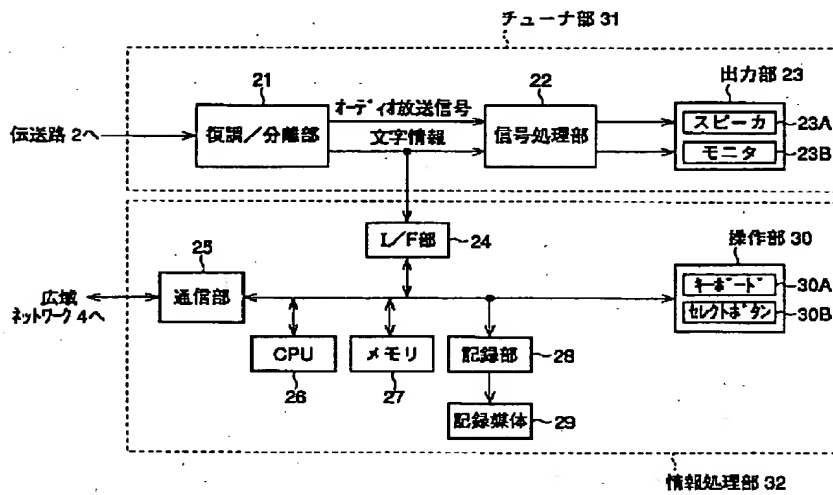 チューナ部 31
21
オーディオ放送信号
22
出力部 23
伝送路 2へ
復調／分離部
文字情報
信号処理部
スピーカ
23A
モニタ
23B
I／F部
24
操作部 30
25
広域
ネットワーク 4へ
通信部
キーボード
30A
セレクトボタン
30B
CPU
メモリ
記録部
28
26
27
記録媒体
29
情報処理部 32